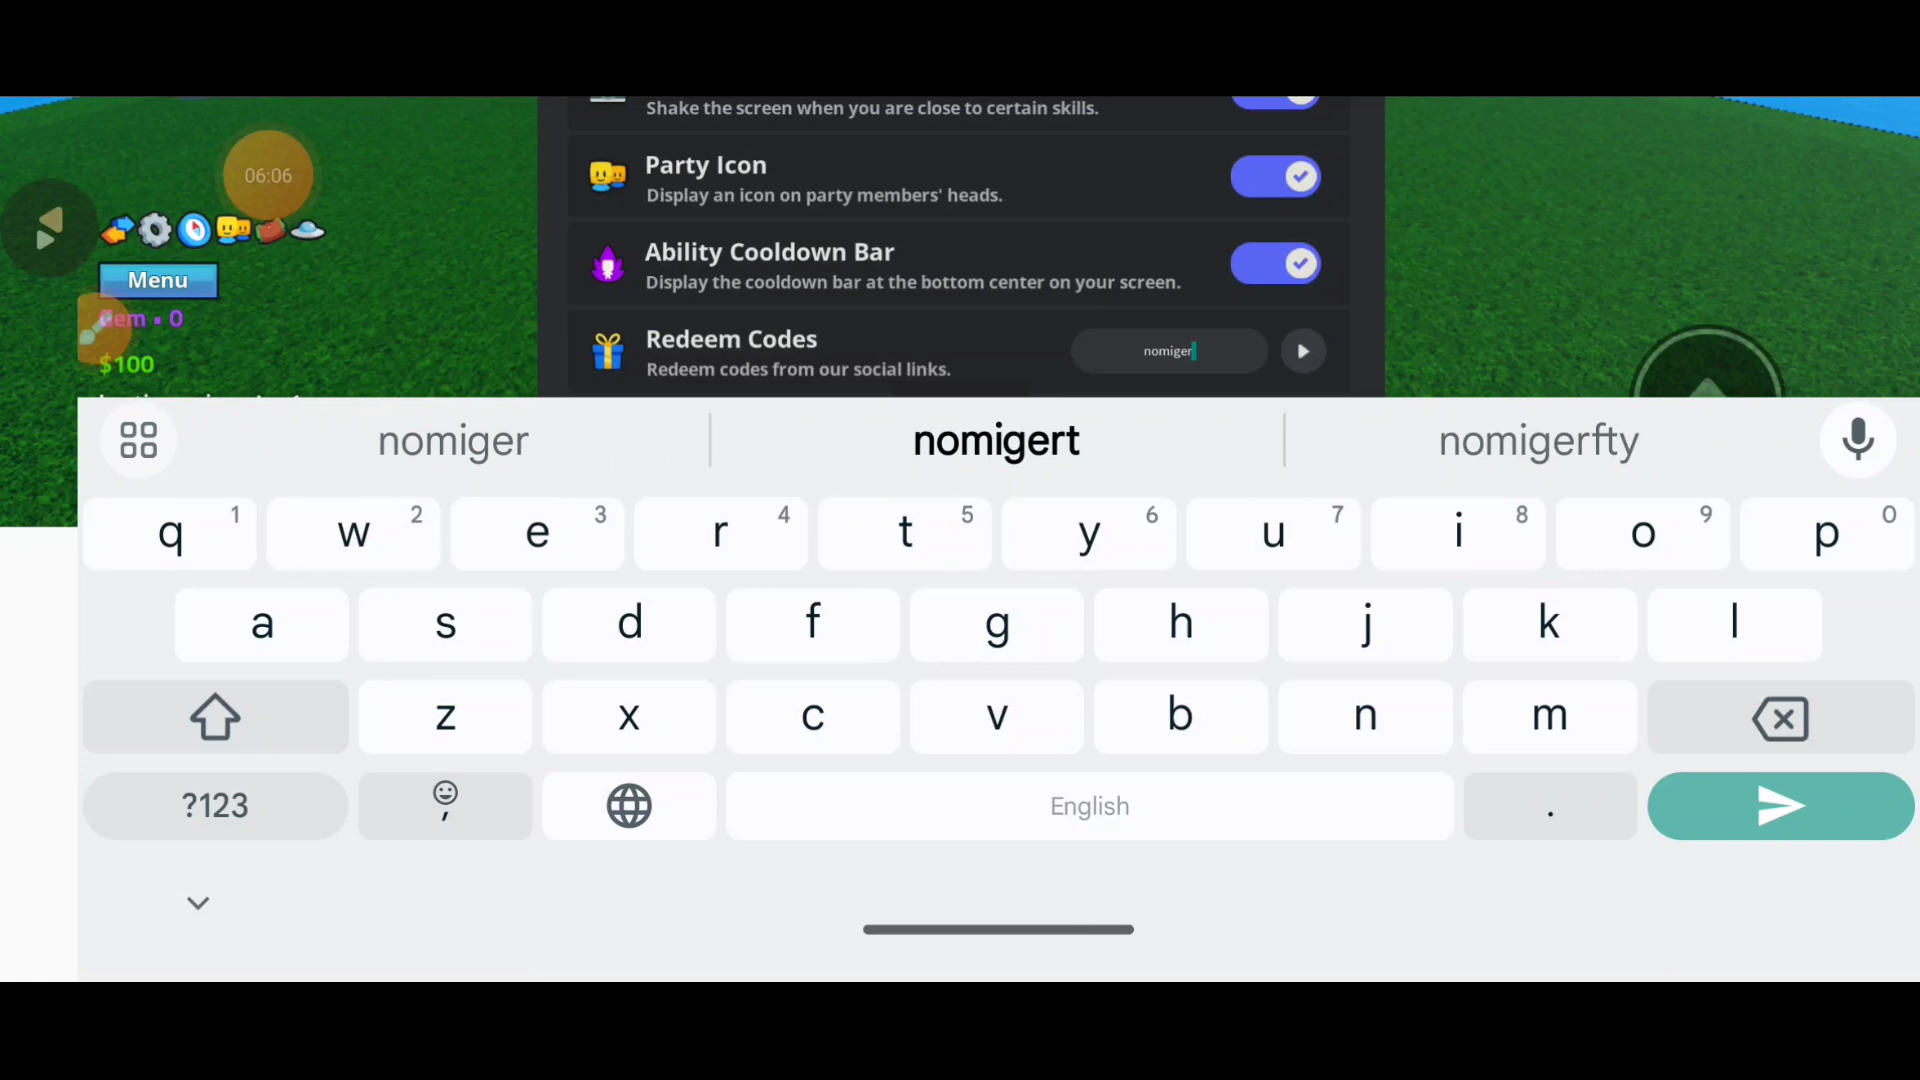 Shake the screen when you are close to certain skills.
06:06
Party Icon
Display an icon on party members' heads.
Menu
Ability Cooldown Bar
Display the cooldown bar at the bottom center on your screen.
Gem ▪ 0
$100
Redeem Codes
Redeem codes from our social links.
nomiger
nomiger
nomigert
nomigerfty
q 1 w 2 e 3 r 4 t 5 y 6 u 7 i 8 o 9 p 0
a s d f g h j k l
z x c v b n m
?123 , English .